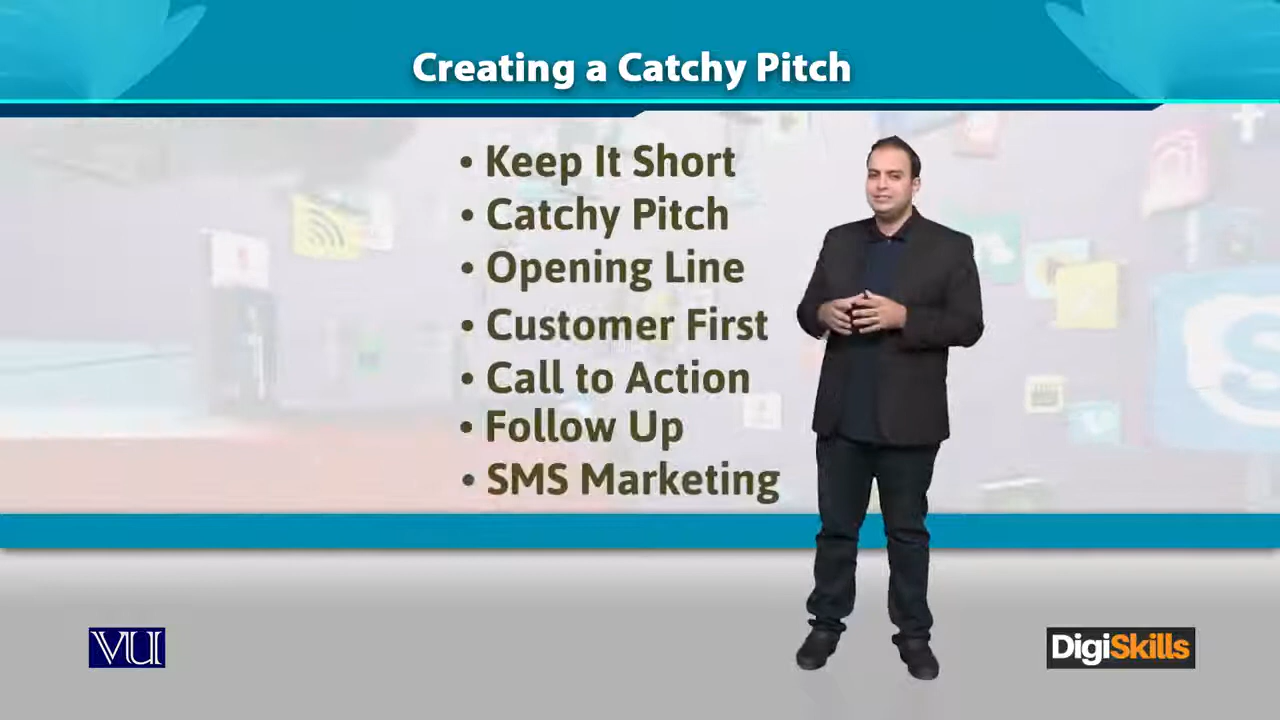 Creating a Catchy Pitch
• Keep It Short
• Catchy Pitch
• Opening Line
• Customer First
• Call to Action
• Follow Up
• SMS Marketing
VU
DigiSkills